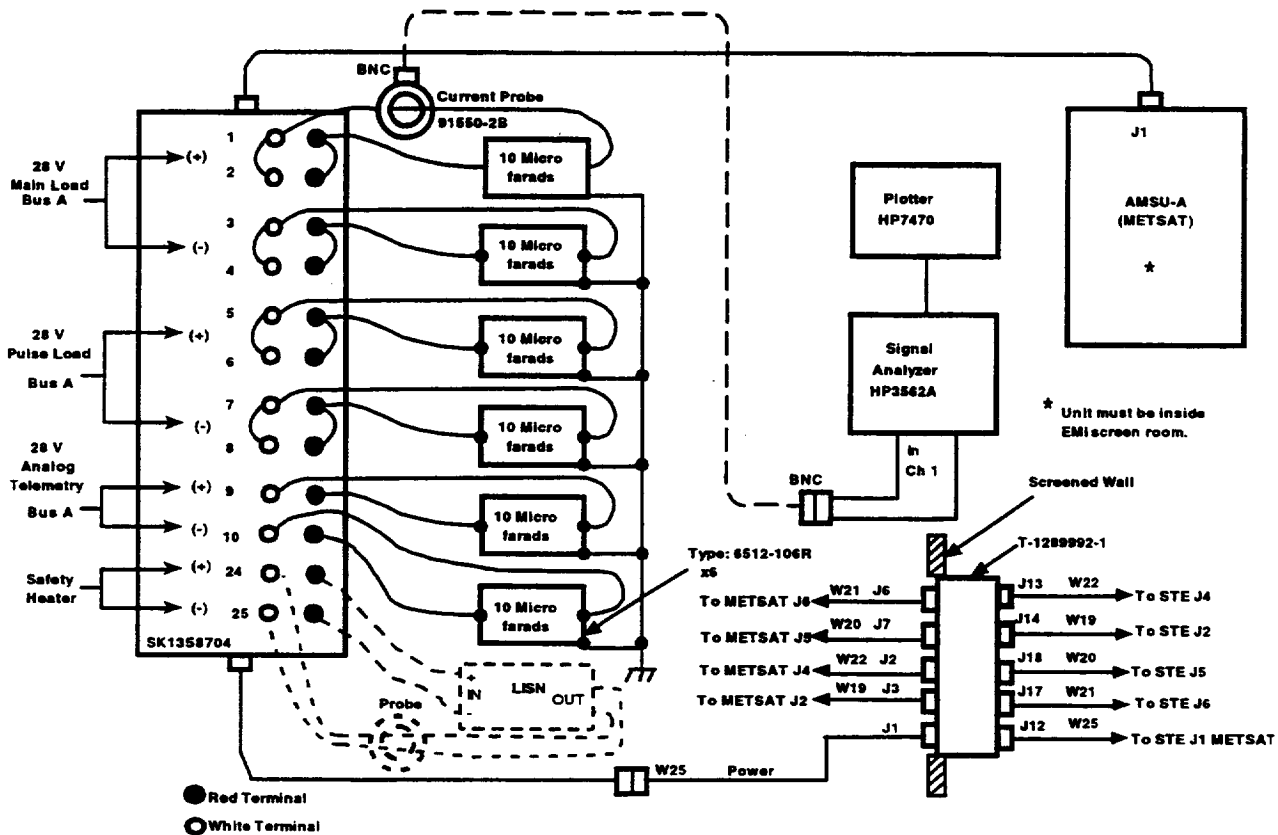 BNC
Current Probe
91550-2B
1
2
3
4
5
6
7
8
9
10
24
25
(+)
(-)
(+)
(-)
(+)
(-)
(+)
(-)
28 V
Main Load
Bus A
28 V
Pulse Load
Bus A
28 V
Analog
Telemetry
Bus A
Safety
Heater
SK1358704
10 Micro
farads
10 Micro
farads
10 Micro
farads
10 Micro
farads
10 Micro
farads
10 Micro
farads
Type: 6512-106R
x6
Plotter
HP7470
Signal
Analyzer
HP3562A
J1
AMSU-A
(METSAT)
*
* Unit must be inside
EMI screen room.
In
Ch 1
BNC
Screened Wall
T-1289992-1
To METSAT J6 W21 J6
To METSAT J5 W20 J7
To METSAT J4 W22 J2
To METSAT J2 W19 J3
J1
J13 W22 To STE J4
J14 W19 To STE J2
J18 W20 To STE J5
J17 W21 To STE J6
J12 W25 To STE J1 METSAT
+
IN
-
LISN
OUT
Probe
W25 Power
Red Terminal
White Terminal